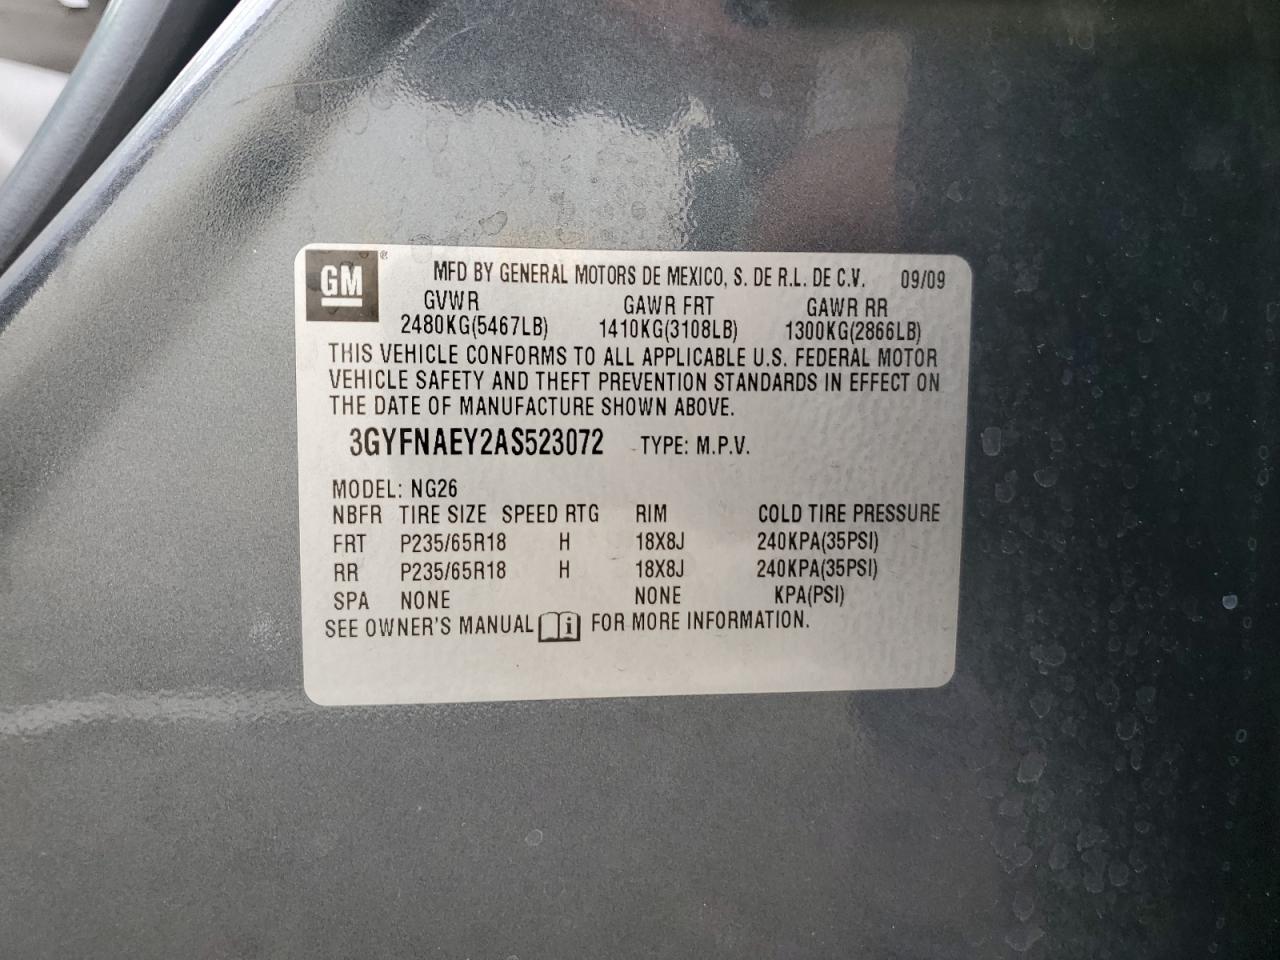 GM ® MFD BY GENERAL MOTORS DE MEXICO, S. DE R.L. DE C.V. 09/09
GVWR GAWR FRT GAWR RR
2480KG(5467LB) 1410KG(3108LB) 1300KG(2866LB)
THIS VEHICLE CONFORMS TO ALL APPLICABLE U.S. FEDERAL MOTOR
VEHICLE SAFETY AND THEFT PREVENTION STANDARDS IN EFFECT ON
THE DATE OF MANUFACTURE SHOWN ABOVE.
3GYFNAEY2AS523072 TYPE: M.P.V.
MODEL: NG26
NBFR TIRE SIZE SPEED RTG RIM COLD TIRE PRESSURE
FRT P235/65R18 H 18X8J 240KPA(35PSI)
RR P235/65R18 H 18X8J 240KPA(35PSI)
SPA NONE NONE KPA(PSI)
SEE OWNER'S MANUAL i FOR MORE INFORMATION.